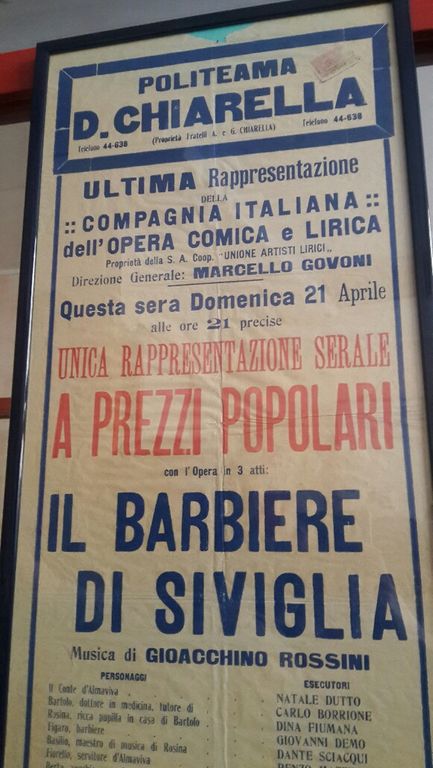 POLITEAMA
D. CHIARELLA
Telefono 44-638 (Proprietà Fratelli A. e G. CHIARELLA) Telefono 44-638
ULTIMA Rappresentazione
DELLA
:: COMPAGNIA ITALIANA ::
dell'OPERA COMICA e LIRICA
Proprietà della S. A. Coop. "UNIONE ARTISTI LIRICI„
Direzione Generale: MARCELLO GOVONI
Questa sera Domenica 21 Aprile
alle ore 21 precise
UNICA RAPPRESENTAZIONE SERALE
A PREZZI POPOLARI
con l'Opera in 3 atti:
IL BARBIERE
DI SIVIGLIA
Musica di GIOACCHINO ROSSINI
PERSONAGGI ESECUTORI
Il Conte d'Almaviva . . . NATALE DUTTO
Bartolo, dottore in medicina, tutore di . CARLO BORRIONE
Rosina, ricca pupilla in casa di Bartolo . DINA FIUMANA
Figaro, barbiere . . GIOVANNI DEMO
Basilio, maestro di musica di Rosina . DANTE SCIACQUI
Fiorello, servitore d'Almaviva . RENZO